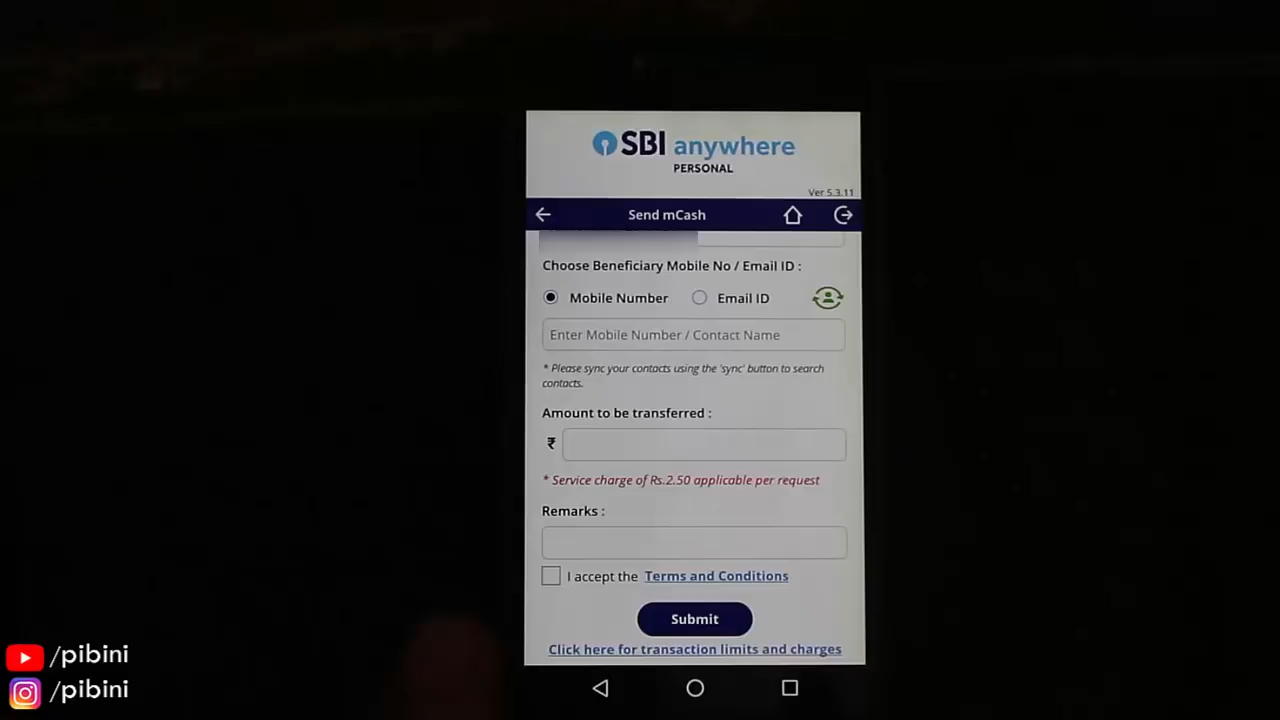 SBI anywhere
PERSONAL
Ver 5.3.11
Send mCash
Choose Beneficiary Mobile No / Email ID :
Mobile Number Email ID
Enter Mobile Number / Contact Name
* Please sync your contacts using the 'sync' button to search
contacts.
Amount to be transferred :
₹
* Service charge of Rs.2.50 applicable per request
Remarks :
I accept the Terms and Conditions
Submit
Click here for transaction limits and charges
/pibini
/pibini